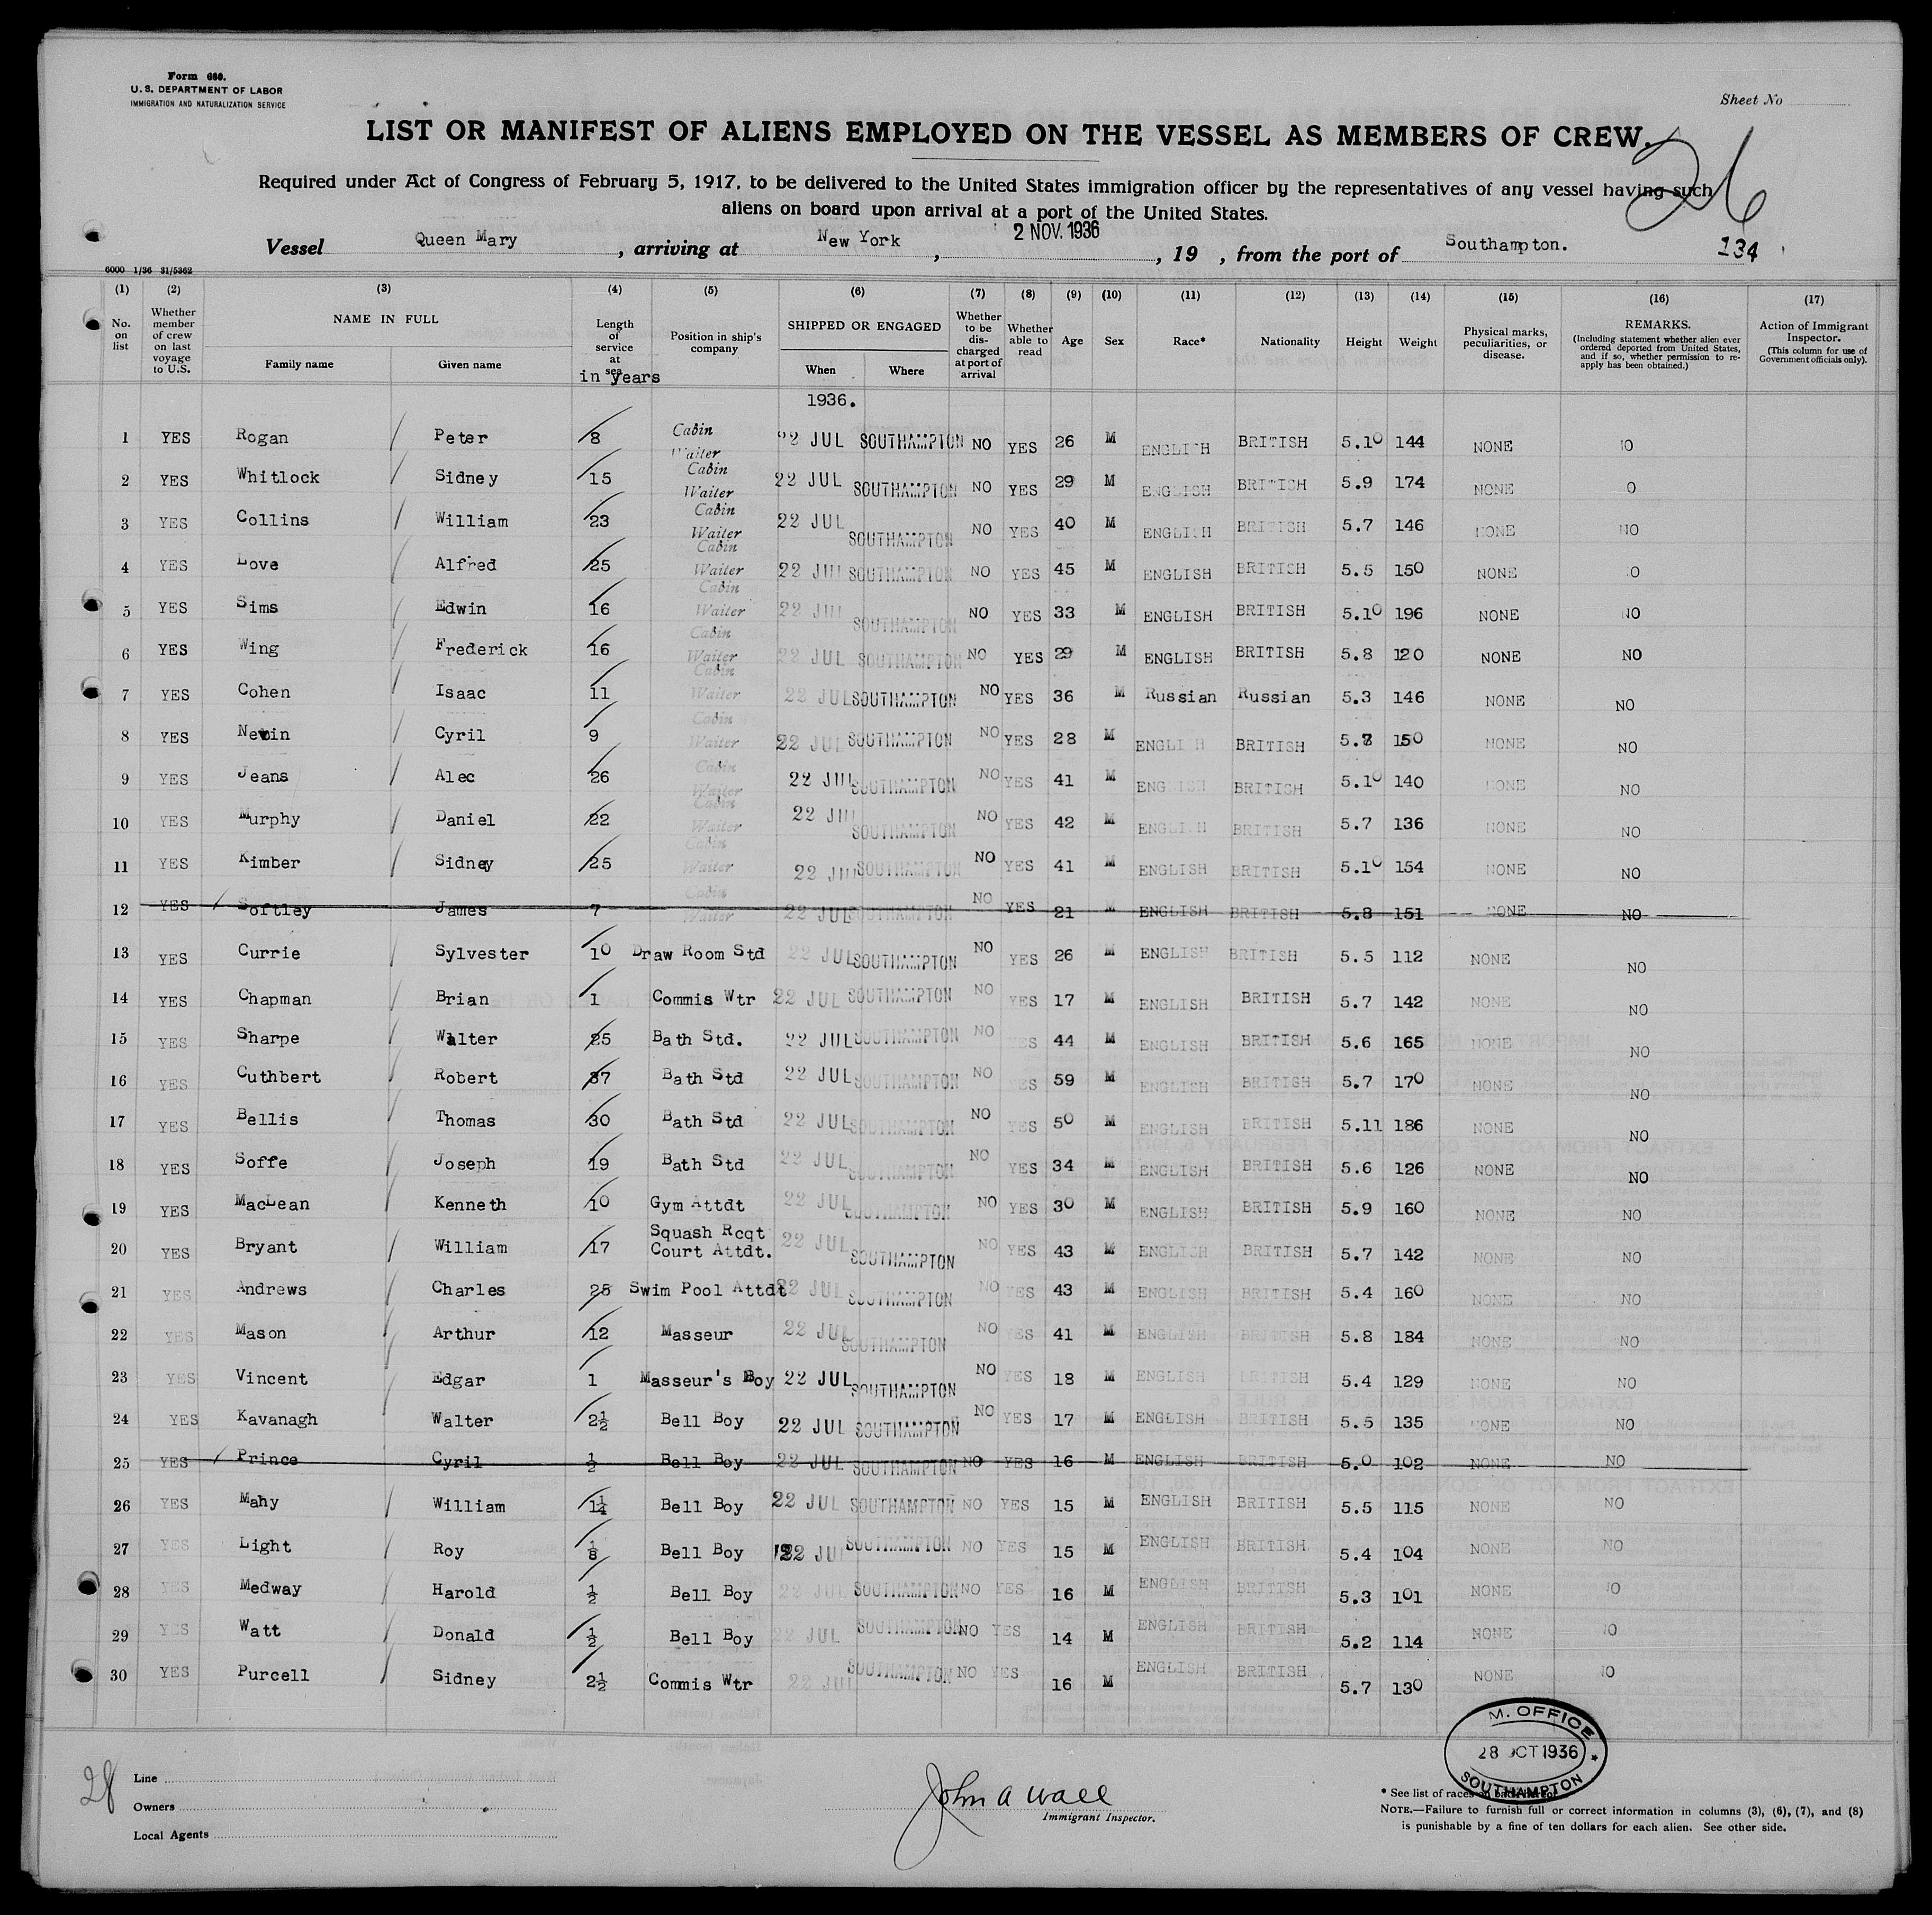 Form 680.
U. S. DEPARTMENT OF LABOR
IMMIGRATION AND NATURALIZATION SERVICE
Sheet No
LIST OR MANIFEST OF ALIENS EMPLOYED ON THE VESSEL AS MEMBERS OF CREW.
26
Required under Act of Congress of February 5, 1917, to be delivered to the United States immigration officer by the representatives of any vessel having such
aliens on board upon arrival at a port of the United States.
Vessel Queen Mary, arriving at New York, 2 NOV. 1936, 19 , from the port of Southampton. 134
6000 1/36 31/5362
(1) (2) (3) (4) (5) (6) (7) (8) (9) (10) (11) (12) (13) (14) (15) (16) (17)
No. on list
Whether member of crew on last voyage to U.S.
NAME IN FULL
Family name
Given name
Length of service at sea
in years
Position in ship's company
SHIPPED OR ENGAGED
When
Where
Whether to be discharged at port of arrival
Whether able to read
Age
Sex
Race*
Nationality
Height
Weight
Physical marks, peculiarities, or disease.
REMARKS.
(Including statement whether alien ever ordered deported from United States, and if so, whether permission to re-apply has been obtained.)
Action of Immigrant Inspector.
(This column for use of Government officials only).
1936.
1 YES Rogan / Peter 8 Cabin Waiter 22 JUL SOUTHAMPTON NO YES 26 M ENGLISH BRITISH 5.10 144 NONE NO
2 YES Whitlock / Sidney 15 Cabin Waiter 22 JUL SOUTHAMPTON NO YES 29 M ENGLISH BRITISH 5.9 174 NONE O
3 YES Collins / William 23 Cabin Waiter 22 JUL SOUTHAMPTON NO YES 40 M ENGLISH BRITISH 5.7 146 NONE NO
4 YES Love / Alfred 25 Cabin Waiter 22 JUL SOUTHAMPTON NO YES 45 M ENGLISH BRITISH 5.5 150 NONE O
5 YES Sims / Edwin 16 Cabin Waiter 22 JUL SOUTHAMPTON NO YES 33 M ENGLISH BRITISH 5.10 196 NONE NO
6 YES Wing / Frederick 16 Cabin Waiter 22 JUL SOUTHAMPTON NO YES 29 M ENGLISH BRITISH 5.8 120 NONE NO
7 YES Cohen / Isaac 11 Cabin Waiter 22 JUL SOUTHAMPTON NO YES 36 M Russian Russian 5.3 146 NONE NO
8 YES Nevin / Cyril 9 Cabin Waiter 22 JUL SOUTHAMPTON NO YES 28 M ENGLISH BRITISH 150 NONE NO
9 YES Jeans / Alec 26 Cabin Waiter 22 JUL SOUTHAMPTON NO YES 41 M ENGLISH BRITISH 5.10 140 NONE NO
10 YES Murphy / Daniel 22 Cabin Waiter 22 JUL SOUTHAMPTON NO YES 42 M ENGLISH BRITISH 5.7 136 NONE NO
11 YES Kimber / Sidney 25 Cabin Waiter 22 JUL SOUTHAMPTON NO YES 41 M ENGLISH BRITISH 5.10 154 NONE NO
12 YES / Softley James 7 Cabin Waiter 22 JUL SOUTHAMPTON NO YES 21 M ENGLISH BRITISH 5.8 151 NONE NO
13 YES Currie / Sylvester 10 Draw Room Std 22 JUL SOUTHAMPTON NO YES 26 M ENGLISH BRITISH 5.5 112 NONE NO
14 YES Chapman / Brian 1 Commis Wtr 22 JUL SOUTHAMPTON NO YES 17 M ENGLISH BRITISH 5.7 142 NONE NO
15 YES Sharpe / Walter 25 Bath Std. 22 JUL SOUTHAMPTON NO YES 44 M ENGLISH BRITISH 5.6 165 NONE NO
16 YES Cuthbert / Robert 37 Bath Std 22 JUL SOUTHAMPTON NO YES 59 M ENGLISH BRITISH 5.7 170 NONE NO
17 YES Bellis / Thomas 30 Bath Std 22 JUL SOUTHAMPTON NO YES 50 M ENGLISH BRITISH 5.11 186 NONE NO
18 YES Soffe / Joseph 19 Bath Std 22 JUL SOUTHAMPTON NO YES 34 M ENGLISH BRITISH 5.6 126 NONE NO
19 YES MacLean / Kenneth 10 Gym Attdt 22 JUL SOUTHAMPTON NO YES 30 M ENGLISH BRITISH 5.9 160 NONE NO
20 YES Bryant / William 17 Squash Rcqt Court Attdt. 22 JUL SOUTHAMPTON NO YES 43 M ENGLISH BRITISH 5.7 142 NONE NO
21 YES Andrews / Charles 25 Swim Pool Attdt 22 JUL SOUTHAMPTON NO YES 43 M ENGLISH BRITISH 5.4 160 NONE NO
22 YES Mason / Arthur 12 Masseur 22 JUL SOUTHAMPTON NO YES 41 M ENGLISH BRITISH 5.8 184 NONE NO
23 YES Vincent / Edgar 1 Masseur's Boy 22 JUL SOUTHAMPTON NO YES 18 M ENGLISH BRITISH 5.4 129 NONE NO
24 YES Kavanagh / Walter 2½ Bell Boy 22 JUL SOUTHAMPTON NO YES 17 M ENGLISH BRITISH 5.5 135 NONE NO
25 YES / Prince Cyril ½ Bell Boy 22 JUL SOUTHAMPTON NO YES 16 M ENGLISH BRITISH 5.0 102 NONE NO
26 YES Mahy / William 1¼ Bell Boy 22 JUL SOUTHAMPTON NO YES 15 M ENGLISH BRITISH 5.5 115 NONE NO
27 YES Light / Roy ⅛ Bell Boy 22 JUL SOUTHAMPTON NO YES 15 M ENGLISH BRITISH 5.4 104 NONE NO
28 YES Medway / Harold ½ Bell Boy 22 JUL SOUTHAMPTON NO YES 16 M ENGLISH BRITISH 5.3 101 NONE NO
29 YES Watt / Donald ½ Bell Boy 22 JUL SOUTHAMPTON NO YES 14 M ENGLISH BRITISH 5.2 114 NONE NO
30 YES Purcell / Sidney 2½ Commis Wtr 22 JUL SOUTHAMPTON NO YES 16 M ENGLISH BRITISH 5.7 130 NONE NO
M. OFFICE
28 OCT 1936
SOUTHAMPTON
28
Line
Owners
Local Agents
John A Wall
Immigrant Inspector.
* See list of races on back hereof
NOTE.—Failure to furnish full or correct information in columns (3), (6), (7), and (8)
is punishable by a fine of ten dollars for each alien. See other side.